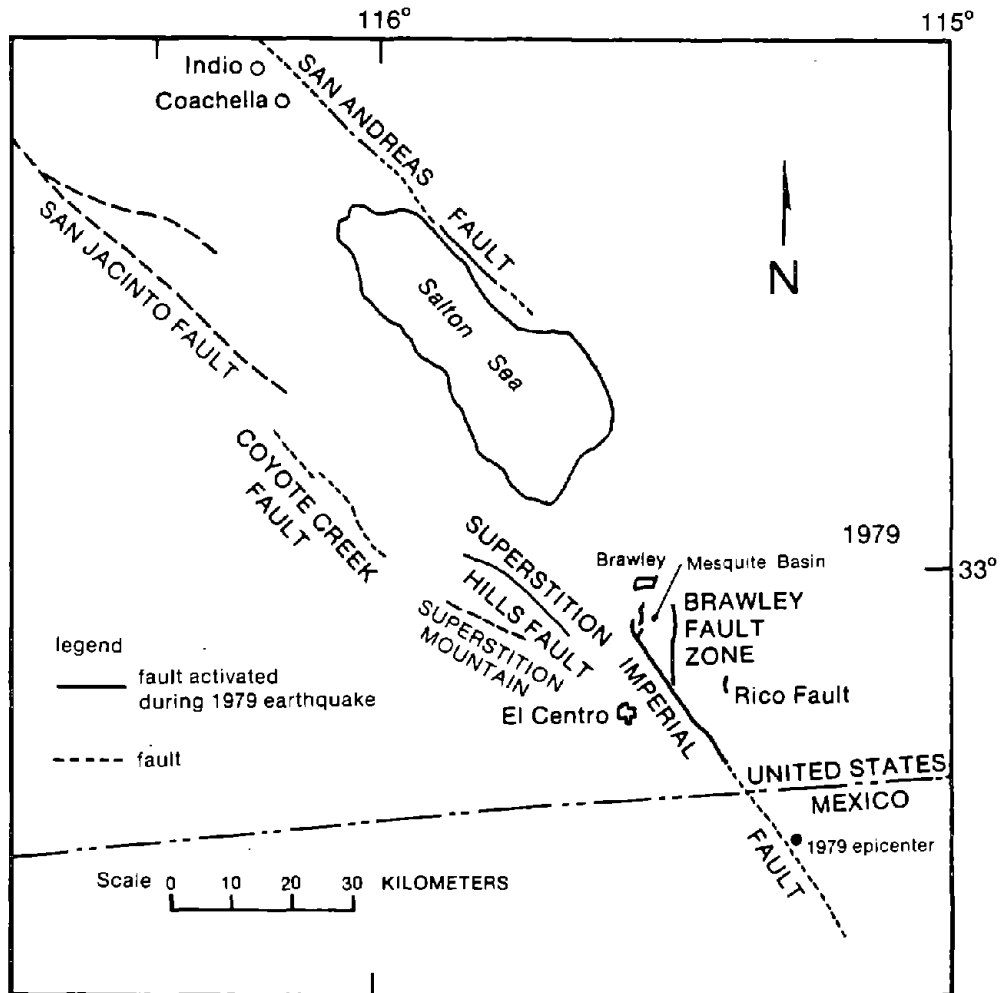 116°
115°
Indio
Coachella
SAN ANDREAS
FAULT
SAN JACINTO FAULT
N
Salton
Sea
COYOTE CREEK
FAULT
1979
33°
SUPERSTITION
HILLS FAULT
SUPERSTITION
MOUNTAIN
Brawley
Mesquite Basin
BRAWLEY
FAULT
ZONE
Rico Fault
El Centro
IMPERIAL
FAULT
legend
fault activated
during 1979 earthquake
fault
UNITED STATES
MEXICO
1979 epicenter
Scale 0 10 20 30 KILOMETERS